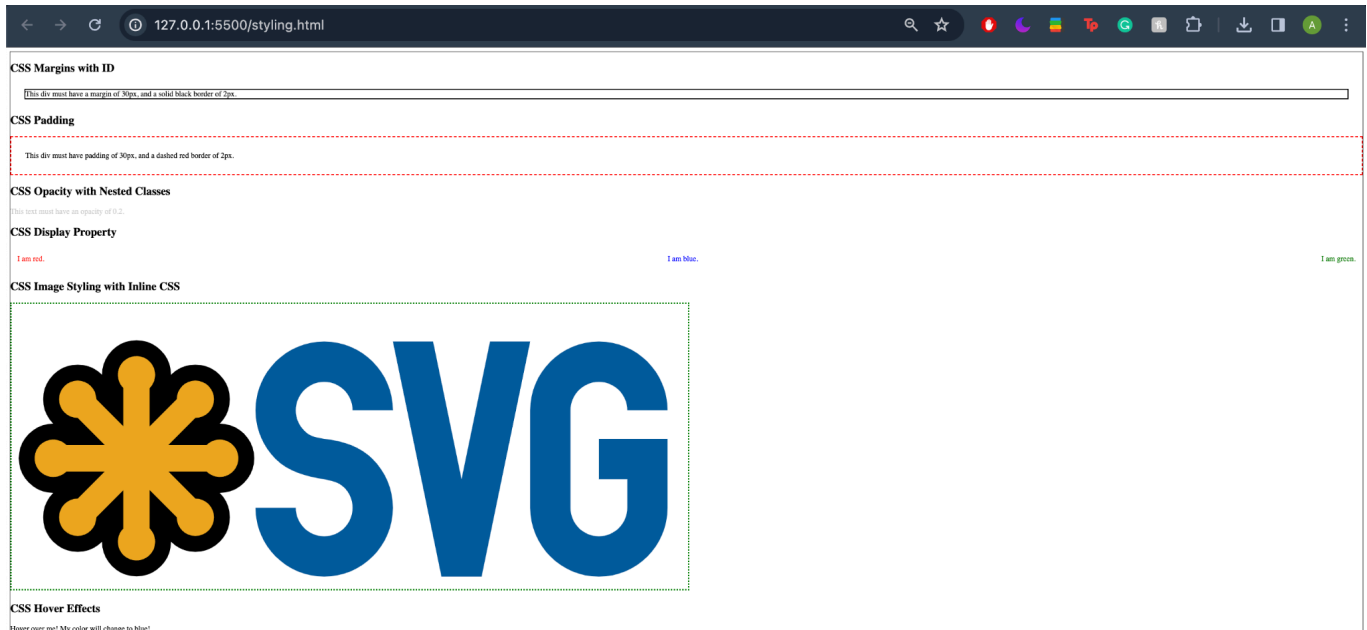 127.0.0.1:5500/styling.html
Tp
G
A
CSS Margins with ID
This div must have a margin of 30px, and a solid black border of 2px.
CSS Padding
This div must have padding of 30px, and a dashed red border of 2px.
CSS Opacity with Nested Classes
This text must have an opacity of 0.2.
CSS Display Property
I am red. I am blue. I am green.
CSS Image Styling with Inline CSS
SVG
CSS Hover Effects
Hover over me! My color will change to blue!